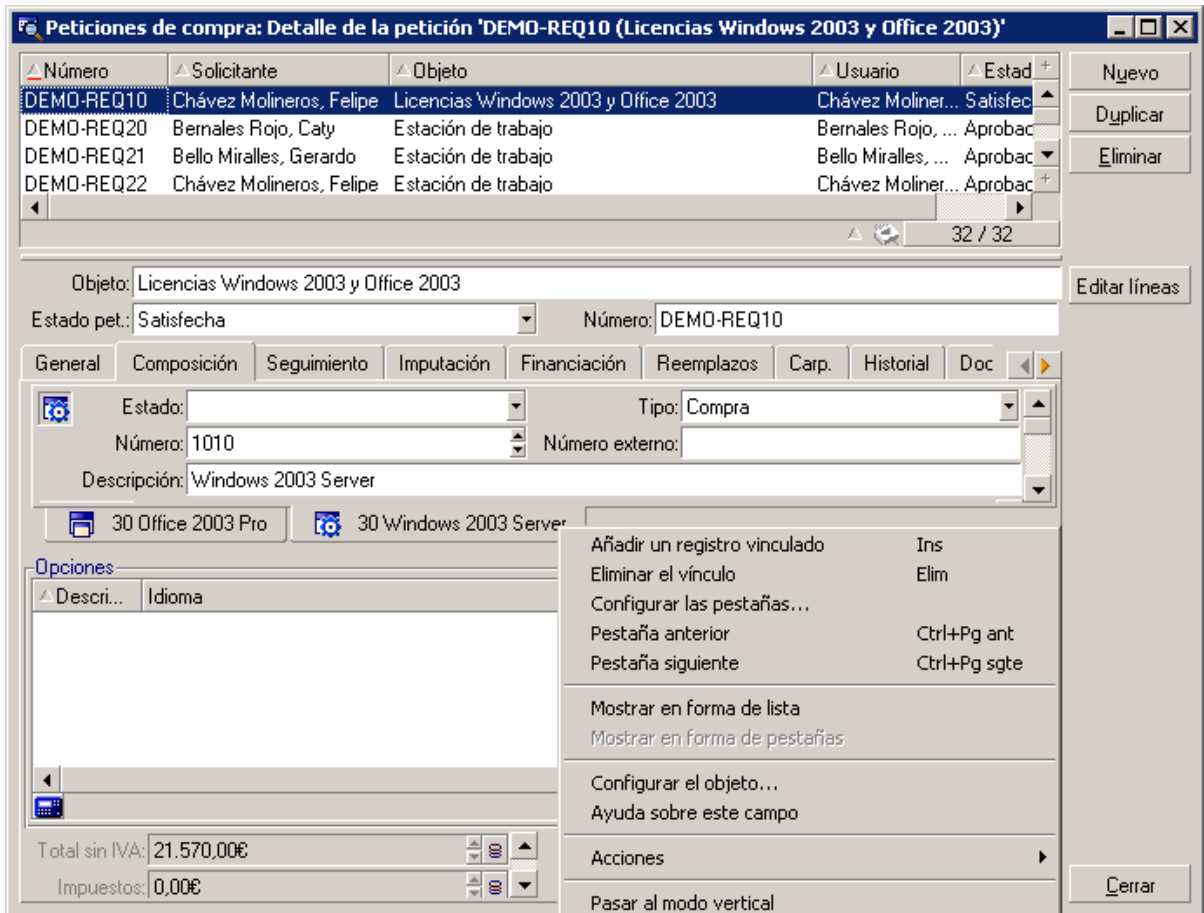 Peticiones de compra: Detalle de la petición 'DEMO-REQ10 (Licencias Windows 2003 y Office 2003)'
Número Solicitante Objeto Usuario Estad
DEMO-REQ10 Chávez Molineros, Felipe Licencias Windows 2003 y Office 2003 Chávez Moliner... Satisfec
DEMO-REQ20 Bernales Rojo, Caty Estación de trabajo Bernales Rojo, ... Aprobac
DEMO-REQ21 Bello Miralles, Gerardo Estación de trabajo Bello Miralles, ... Aprobac
DEMO-REQ22 Chávez Molineros, Felipe Estación de trabajo Chávez Moliner... Aprobac
32 / 32
Nuevo
Duplicar
Eliminar
Objeto: Licencias Windows 2003 y Office 2003
Editar líneas
Estado pet.: Satisfecha Número: DEMO-REQ10
General Composición Seguimiento Imputación Financiación Reemplazos Carp. Historial Doc
Estado: Tipo: Compra
Número: 1010 Número externo:
Descripción: Windows 2003 Server
30 Office 2003 Pro 30 Windows 2003 Server
Opciones
Descri... Idioma
Añadir un registro vinculado Ins
Eliminar el vínculo Elim
Configurar las pestañas...
Pestaña anterior Ctrl+Pg ant
Pestaña siguiente Ctrl+Pg sgte
Mostrar en forma de lista
Mostrar en forma de pestañas
Configurar el objeto...
Ayuda sobre este campo
Acciones
Pasar al modo vertical
Total sin IVA: 21.570,00€
Impuestos: 0,00€
Cerrar